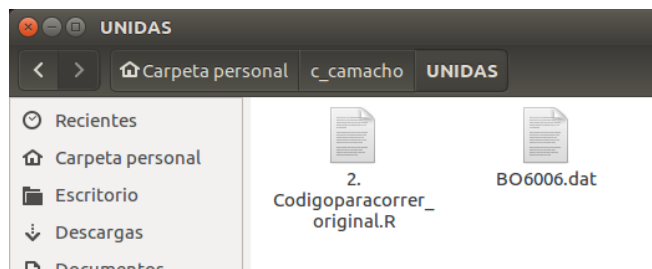 UNIDAS
Carpeta personal c_camacho UNIDAS
Recientes
Carpeta personal
Escritorio
Descargas
Documentos
2.
Codigoparacorrer_
original.R
BO6006.dat